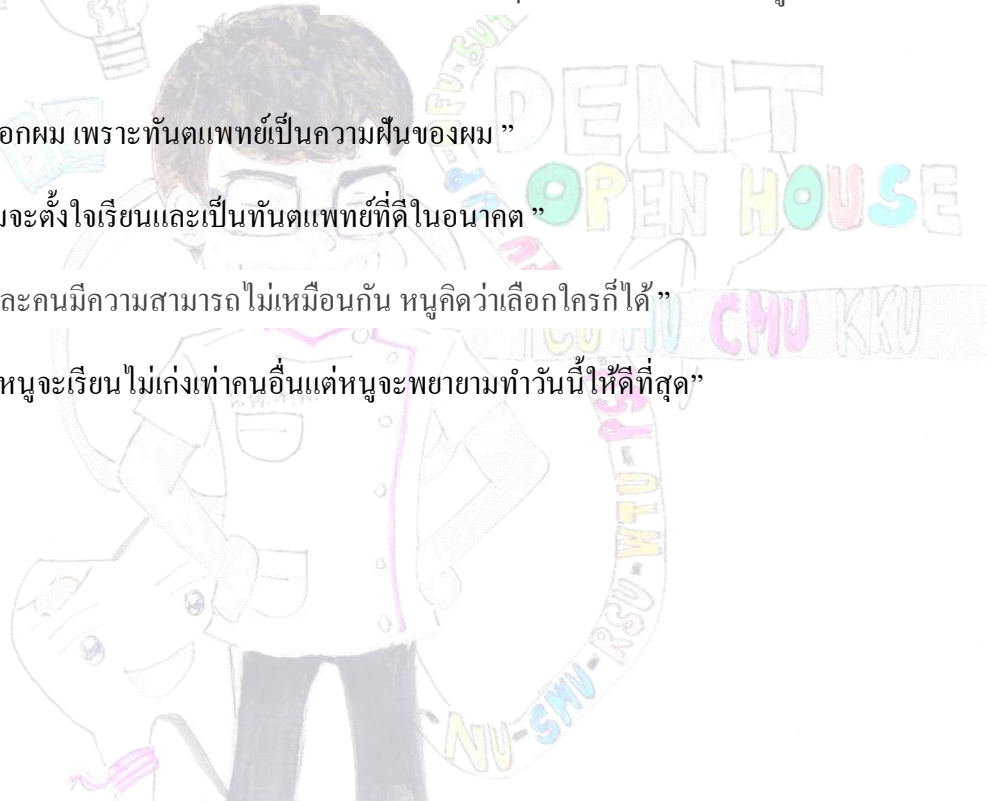 DENT
OPEN HOUSE
อกผม เพราะทันตแพทย์เป็นความฝันของผม ”
จะตั้งใจเรียนและเป็นทันตแพทย์ที่ดีในอนาคต ”
ละคนมีความสามารถไม่เหมือนกัน หนูคิดว่าเลือกใครก็ได้ ”
หนูจะเรียนไม่เก่งเท่าคนอื่นแต่หนูจะพยายามทำวันนี้ให้ดีที่สุด”
CU MU CMU KKU
NU-SWU-RSU-WTU-PS